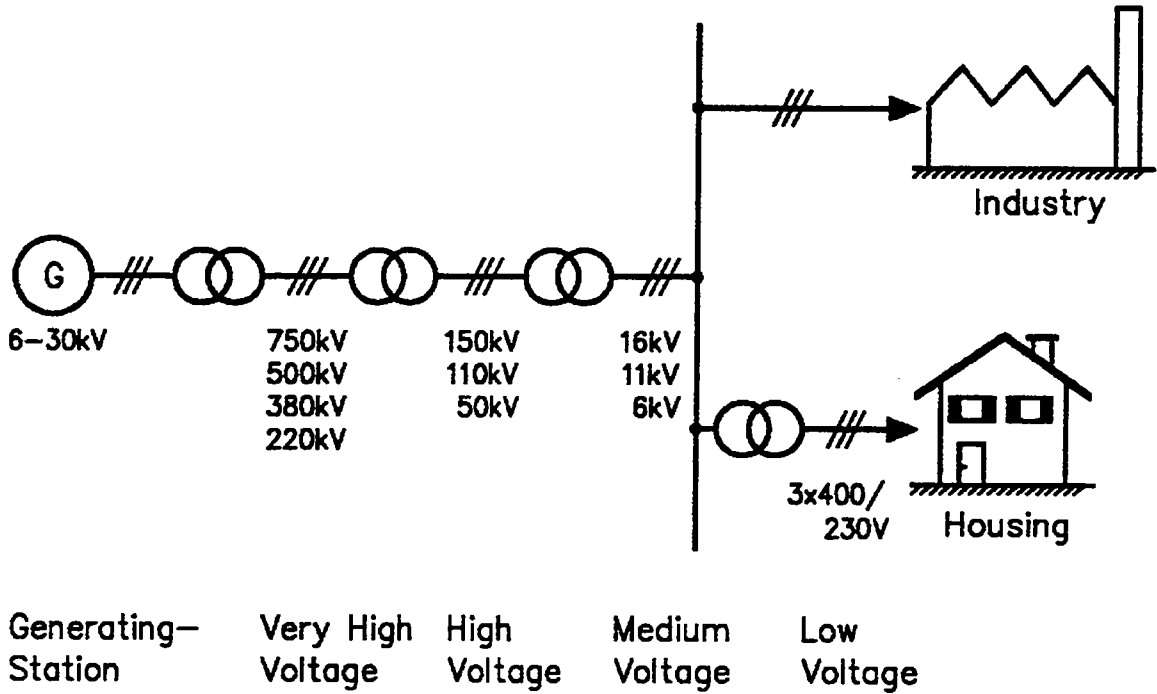 Industry
G
6-30kV
750kV 150kV 16kV
500kV 110kV 11kV
380kV 50kV 6kV
220kV
3x400/
230V
Housing
Generating- Very High High Medium Low
Station Voltage Voltage Voltage Voltage